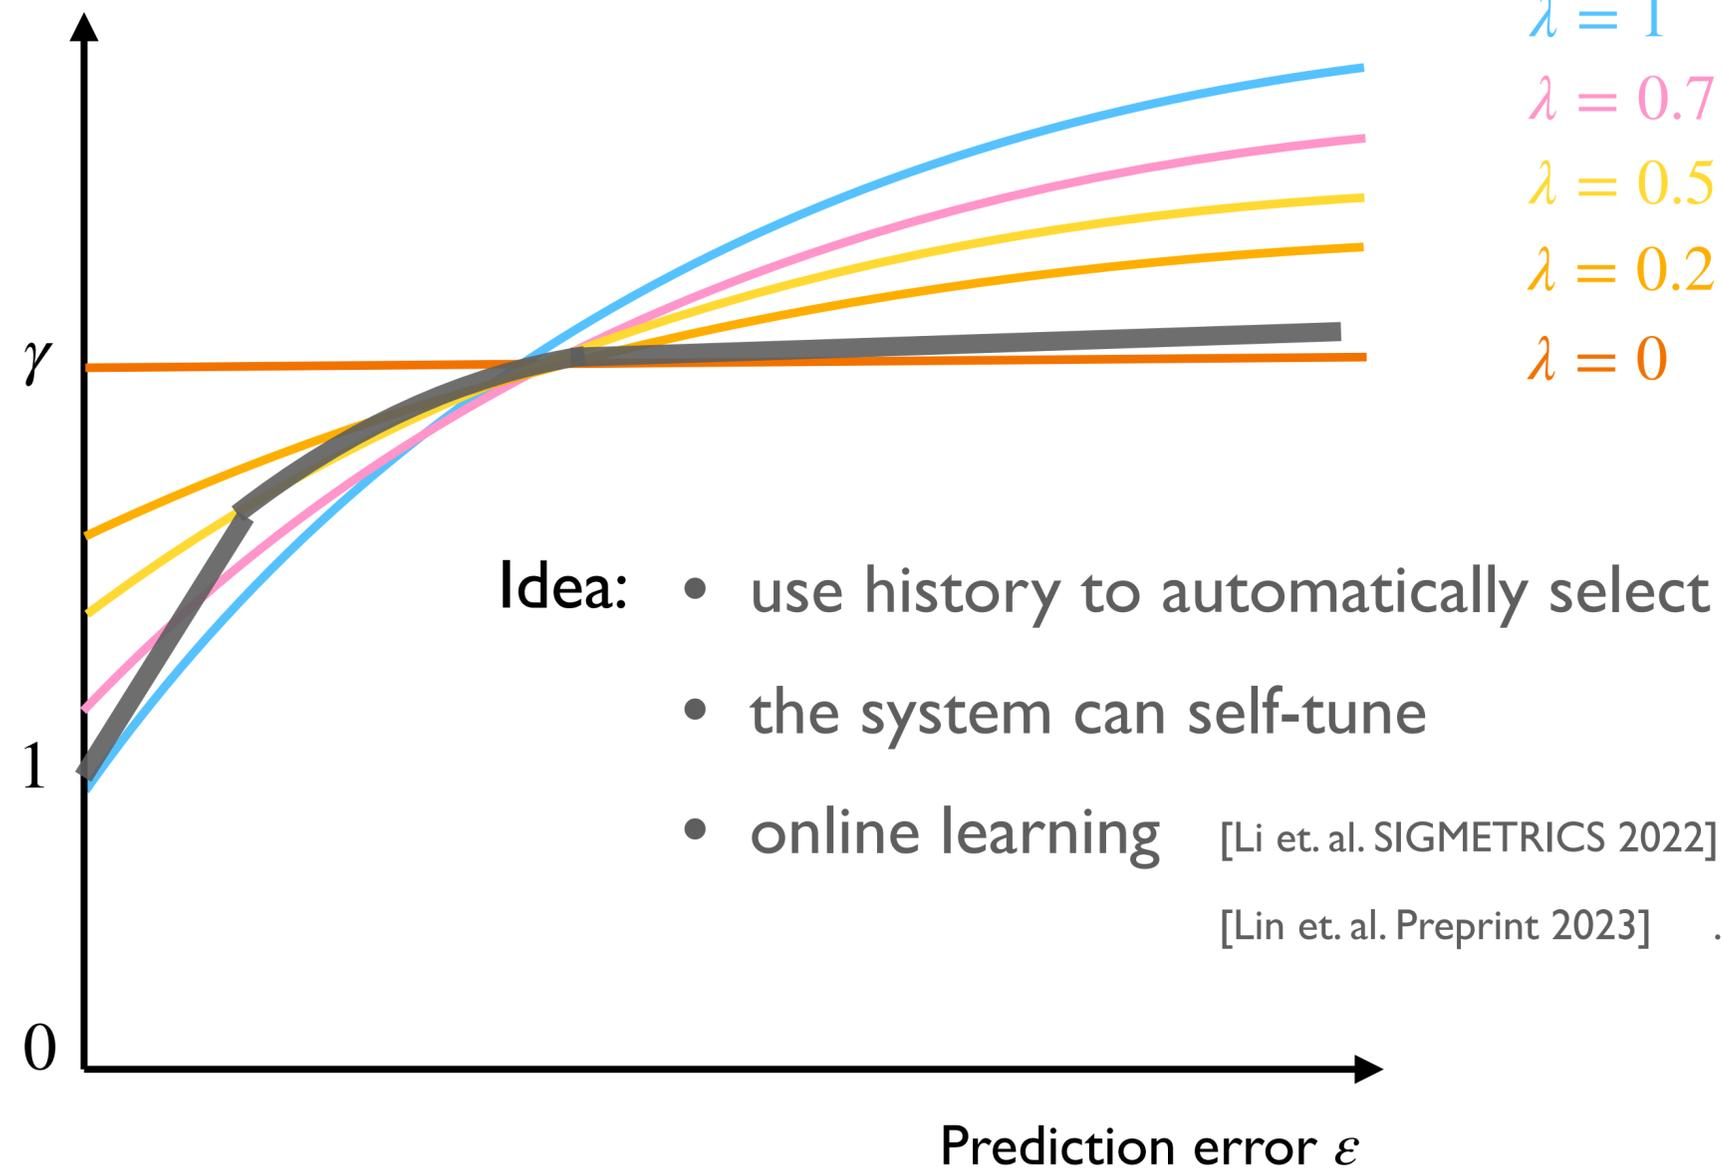 λ = 1
λ = 0.7
λ = 0.5
λ = 0.2
γ
λ = 0
Idea: • use history to automatically select
• the system can self-tune
1
• online learning [Li et. al. SIGMETRICS 2022]
[Lin et. al. Preprint 2023] .
0
Prediction error ε